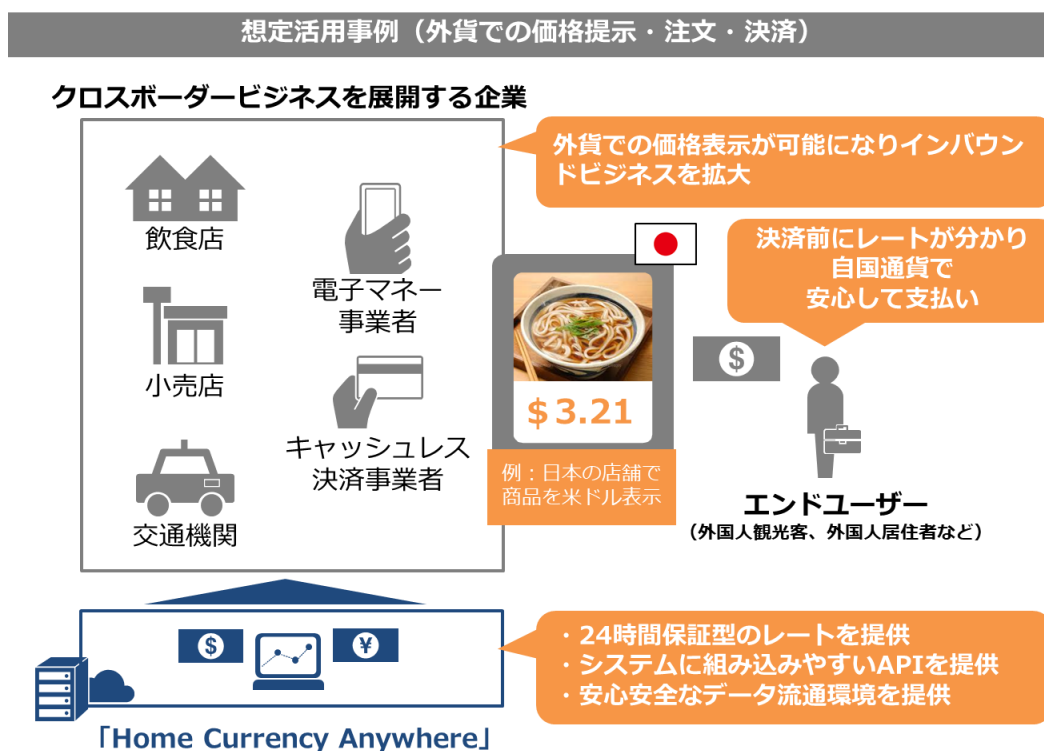 想定活用事例（外貨での価格提示・注文・決済）
クロスボーダービジネスを展開する企業
外貨での価格表示が可能になりインバウン
ドビジネスを拡大
飲食店
電子マネー
事業者
小売店
キャッシュレス
決済事業者
交通機関
$ 3.21
例：日本の店舗で
商品を米ドル表示
決済前にレートが分かり
自国通貨で
安心して支払い
$
エンドユーザー
（外国人観光客、外国人居住者など）
$
¥
・24時間保証型のレートを提供
・システムに組み込みやすいAPIを提供
・安心安全なデータ流通環境を提供
「Home Currency Anywhere」